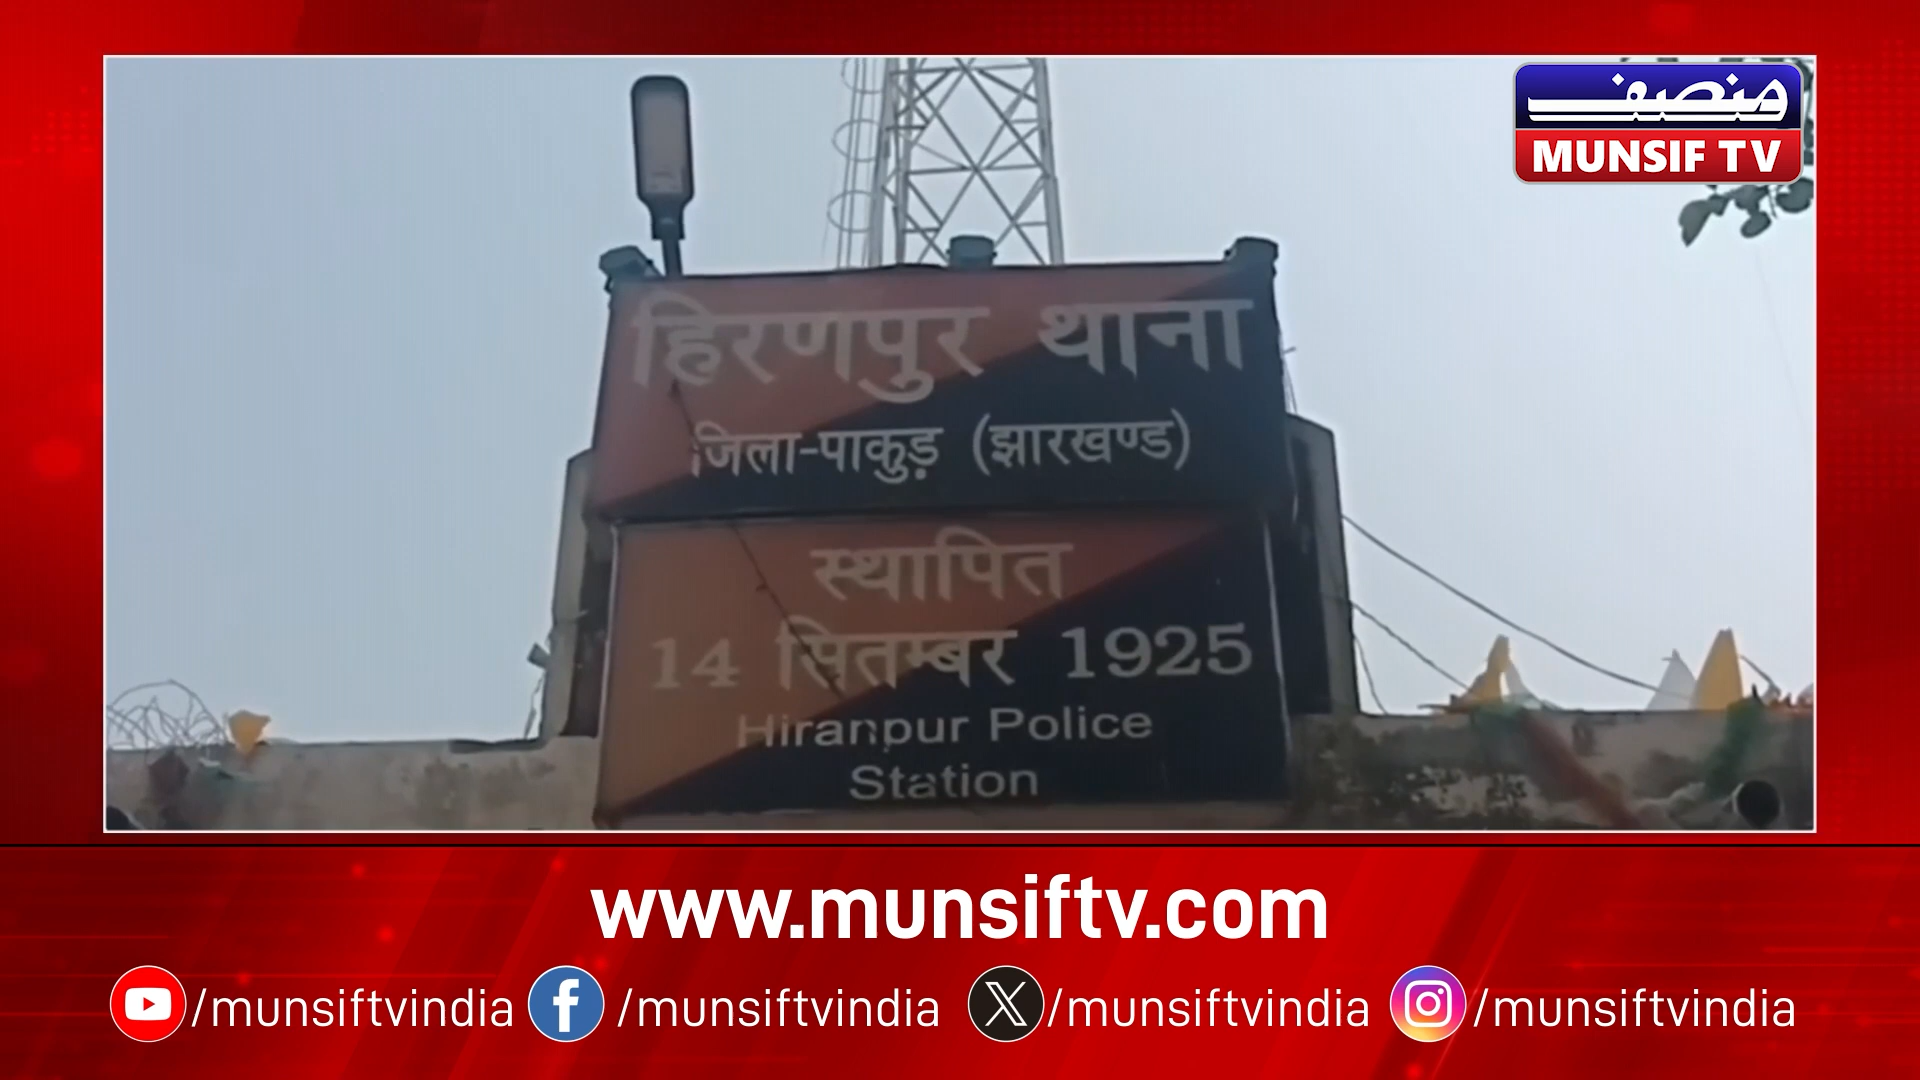 منصف
MUNSIF TV
हिरणपुर थाना
जिला-पाकुड़ (झारखण्ड)
स्थापित
14 सितम्बर 1925
Hiranpur Police
Station
www.munsiftv.com
/munsiftvindia /munsiftvindia /munsiftvindia /munsiftvindia